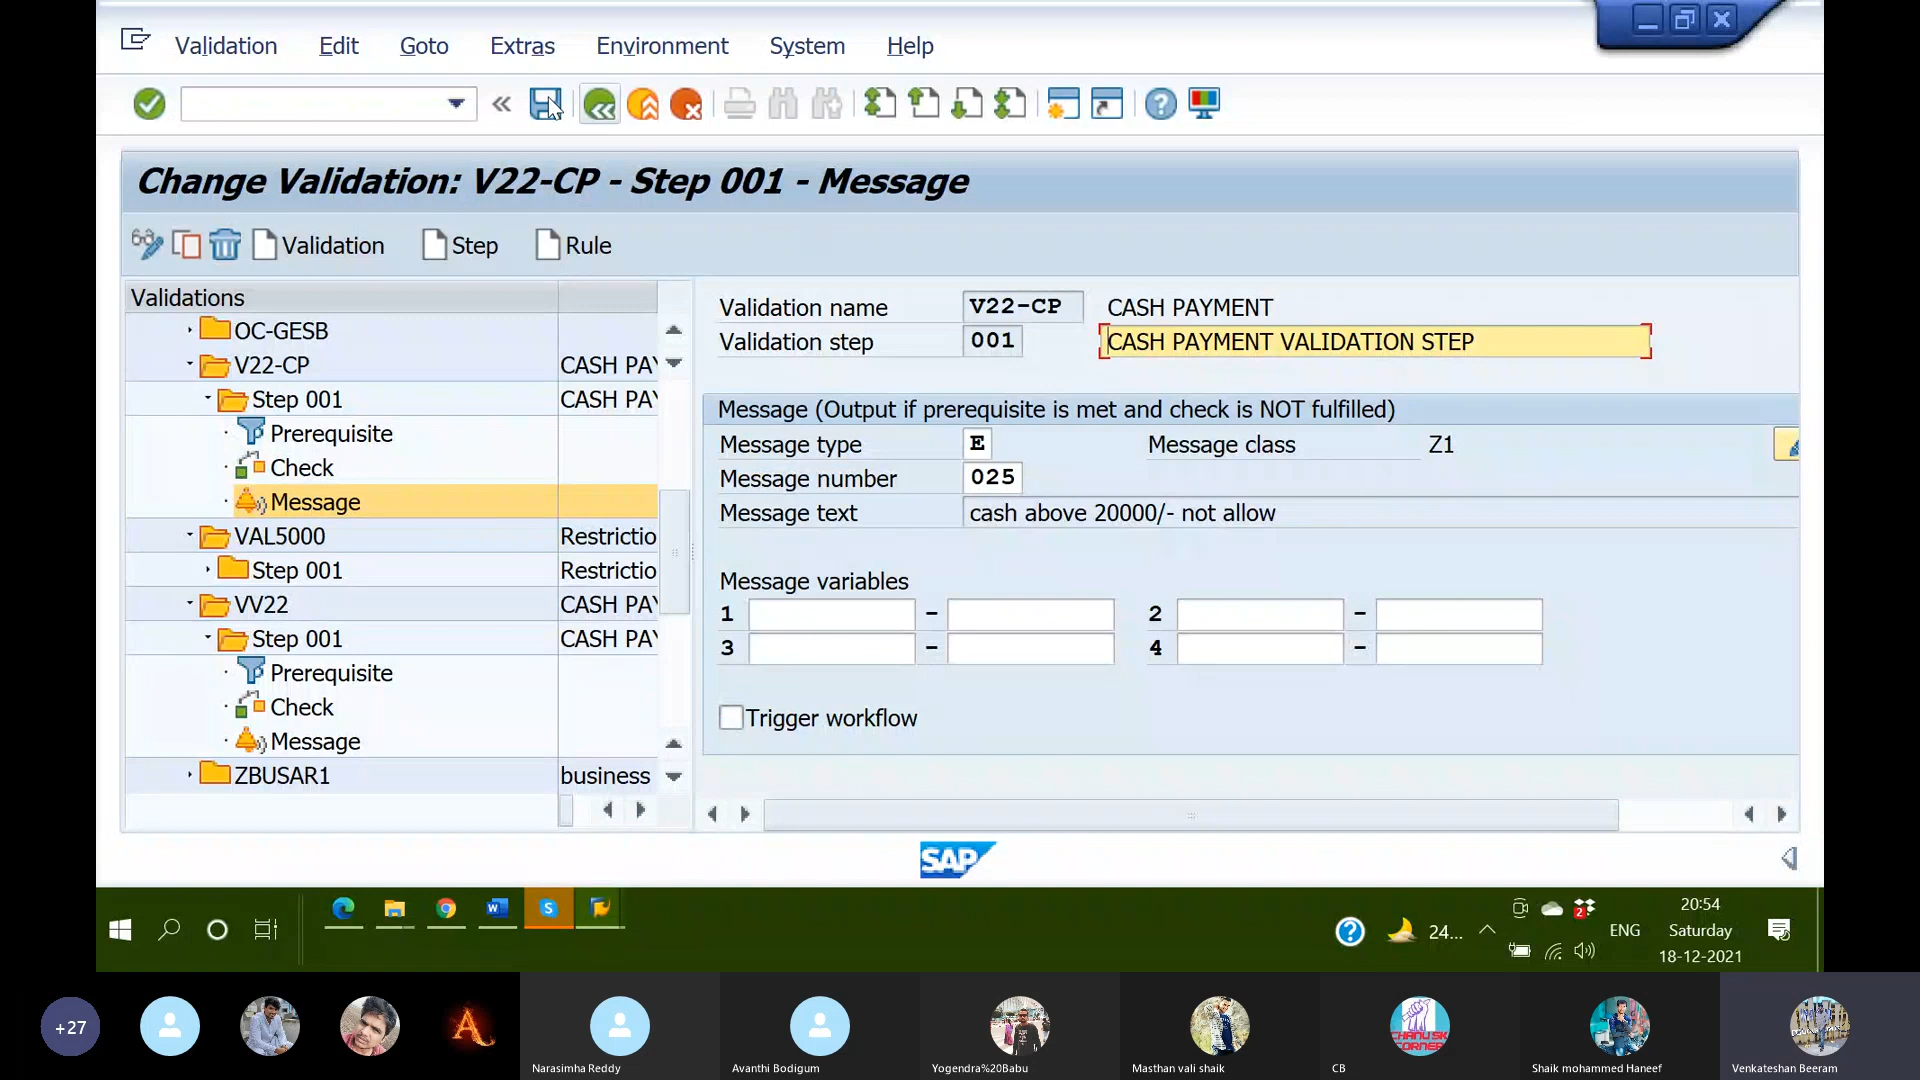 Validation Edit Goto Extras Environment System Help
Change Validation: V22-CP - Step 001 - Message
Validation Step Rule
Validations
OC-GESB
V22-CP CASH PAY
Step 001 CASH PAY
Prerequisite
Check
Message
VAL5000 Restrictio
Step 001 Restrictio
VV22 CASH PAY
Step 001 CASH PAY
Prerequisite
Check
Message
ZBUSAR1 business
Validation name V22-CP CASH PAYMENT
Validation step 001 CASH PAYMENT VALIDATION STEP
Message (Output if prerequisite is met and check is NOT fulfilled)
Message type E Message class Z1
Message number 025
Message text cash above 20000/- not allow
Message variables
1 - 2 -
3 - 4 -
Trigger workflow
SAP
24... ENG
20:54
Saturday
18-12-2021
2
+27
A
CHANU SK
CORNER
Narasimha Reddy Avanthi Bodigum Yogendra%20Babu Masthan vali shaik CB Shaik mohammed Haneef Venkateshan Beeram